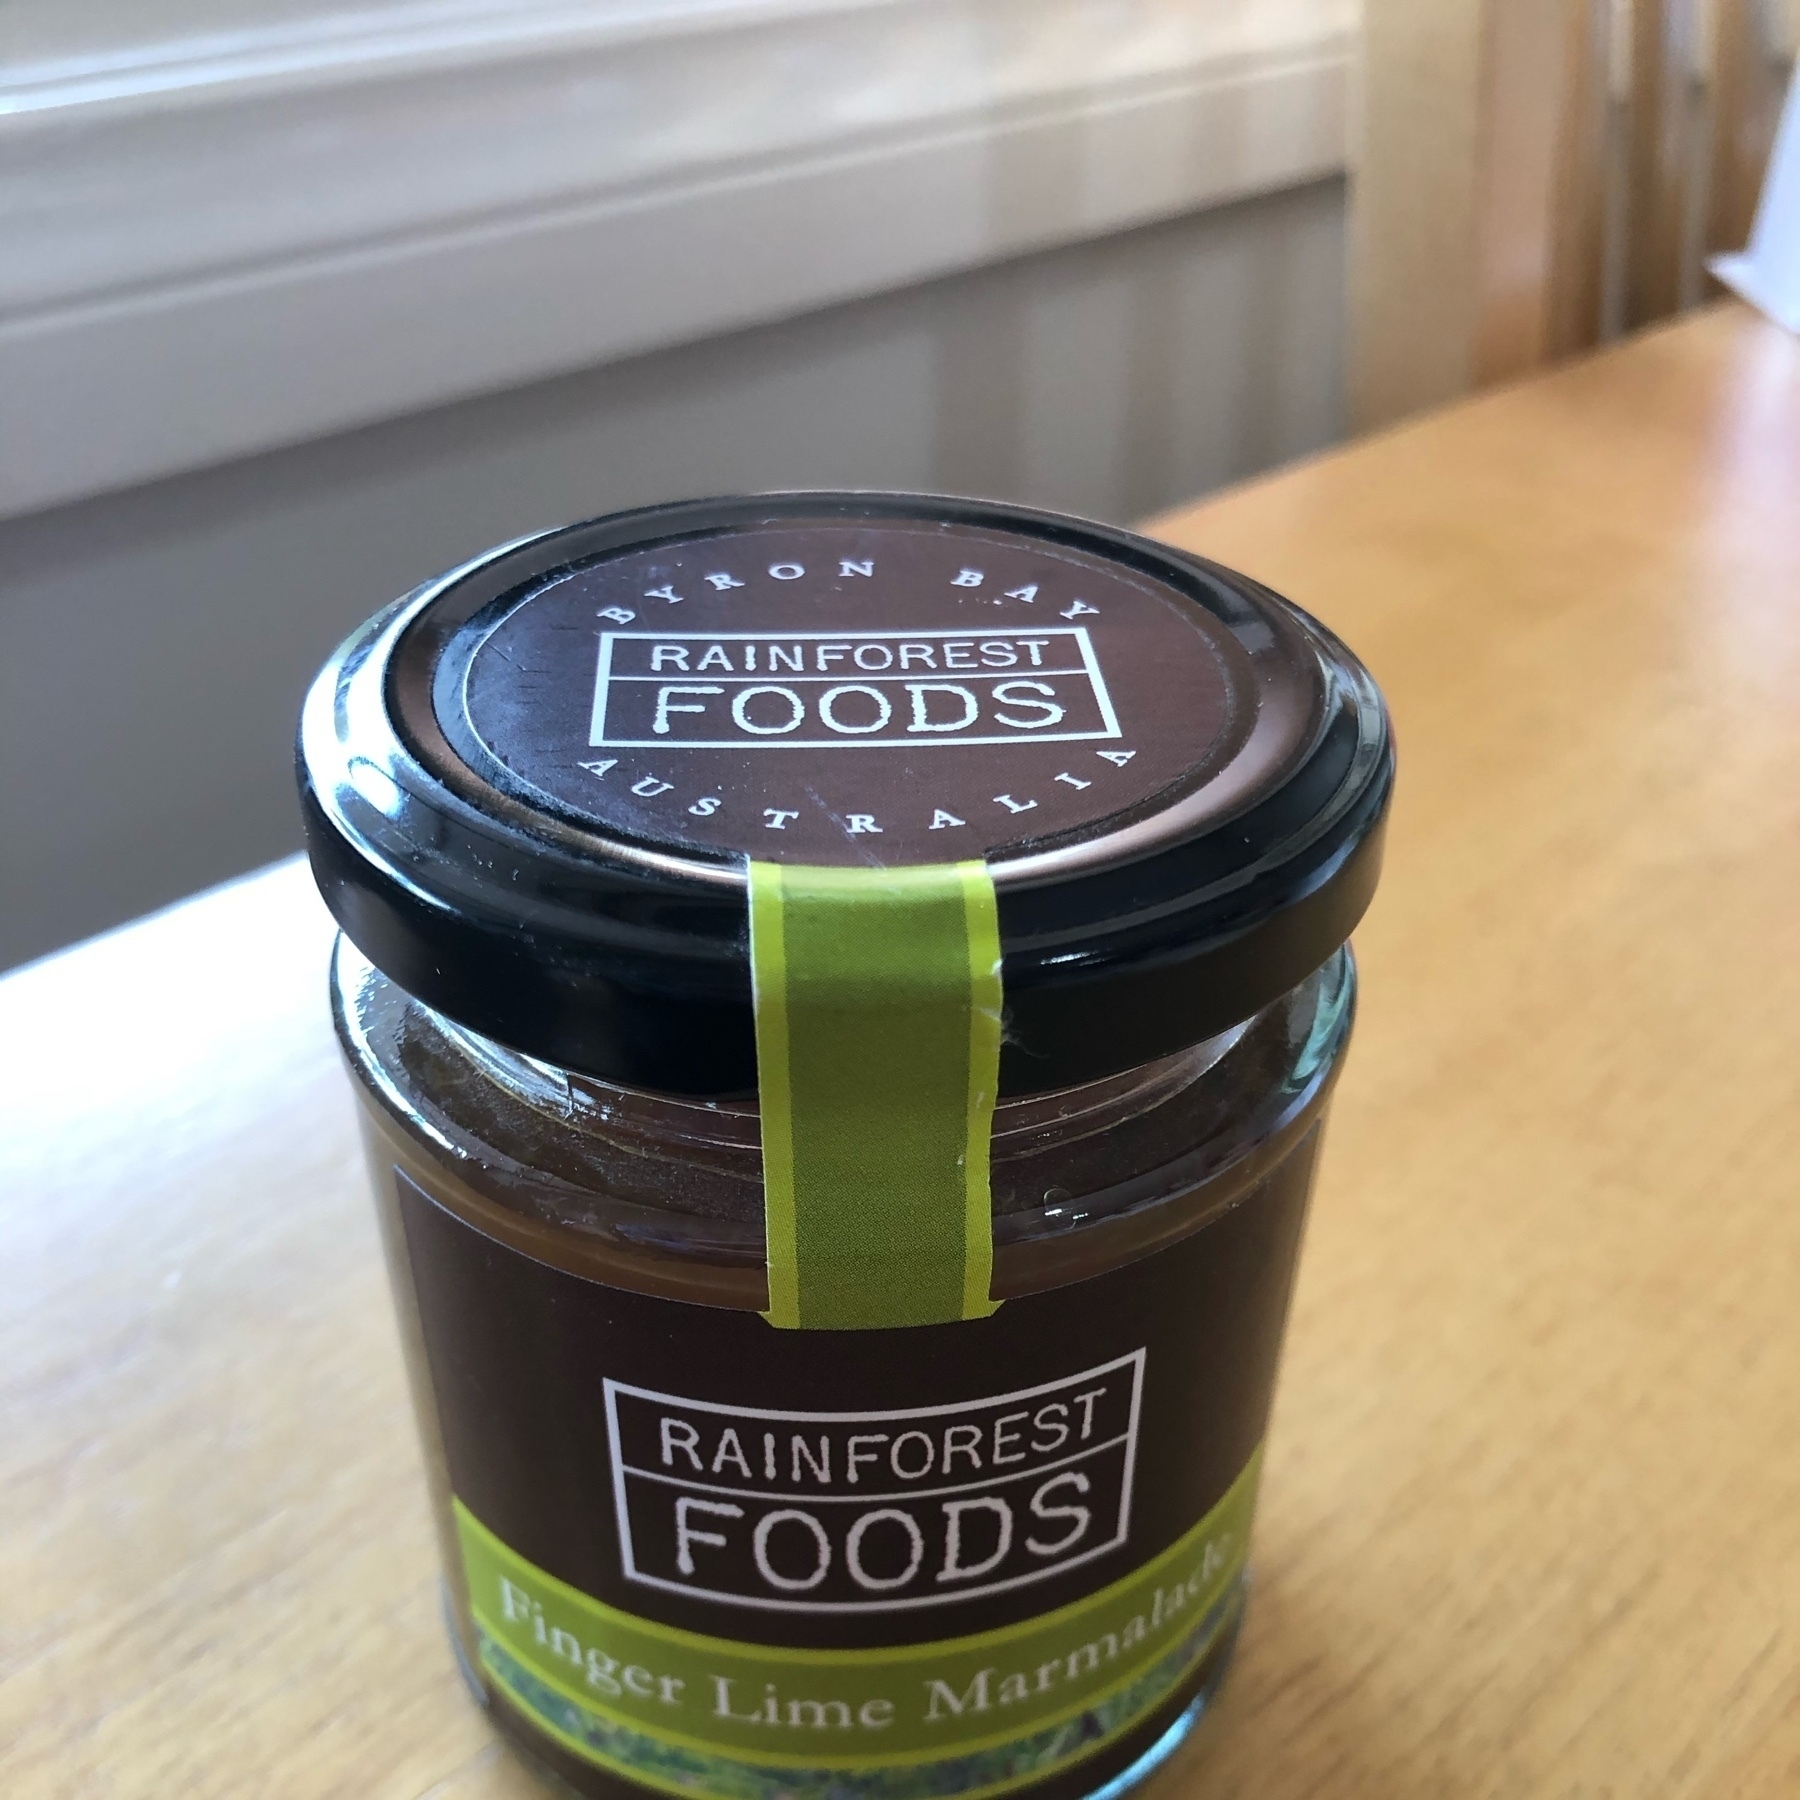 BYRON BAY
RAINFOREST
FOODS
AUSTRALIA
RAINFOREST
FOODS
Finger Lime Marmalade